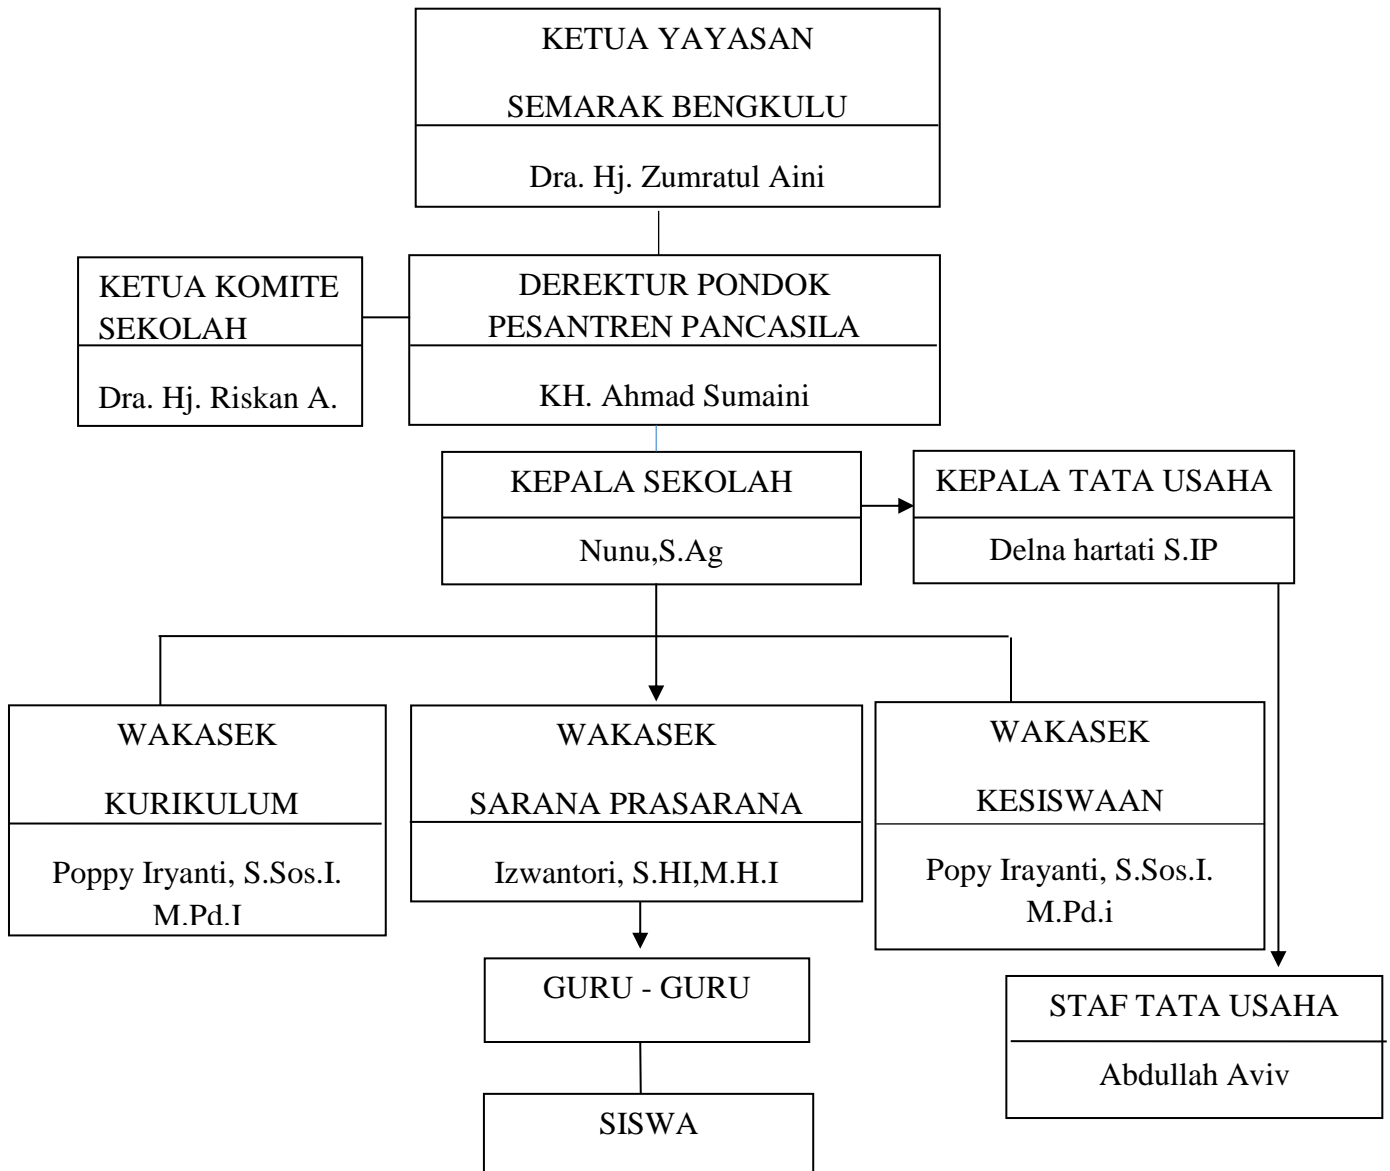 KETUA YAYASAN
SEMARAK BENGKULU
Dra. Hj. Zumratul Aini
KETUA KOMITE
SEKOLAH
Dra. Hj. Riskan A.
DEREKTUR PONDOK
PESANTREN PANCASILA
KH. Ahmad Sumaini
KEPALA SEKOLAH
Nunu,S.Ag
KEPALA TATA USAHA
Delna hartati S.IP
WAKASEK
KURIKULUM
Poppy Iryanti, S.Sos.I.
M.Pd.I
WAKASEK
SARANA PRASARANA
Izwantori, S.HI,M.H.I
WAKASEK
KESISWAAN
Popy Irayanti, S.Sos.I.
M.Pd.i
GURU - GURU
STAF TATA USAHA
Abdullah Aviv
SISWA